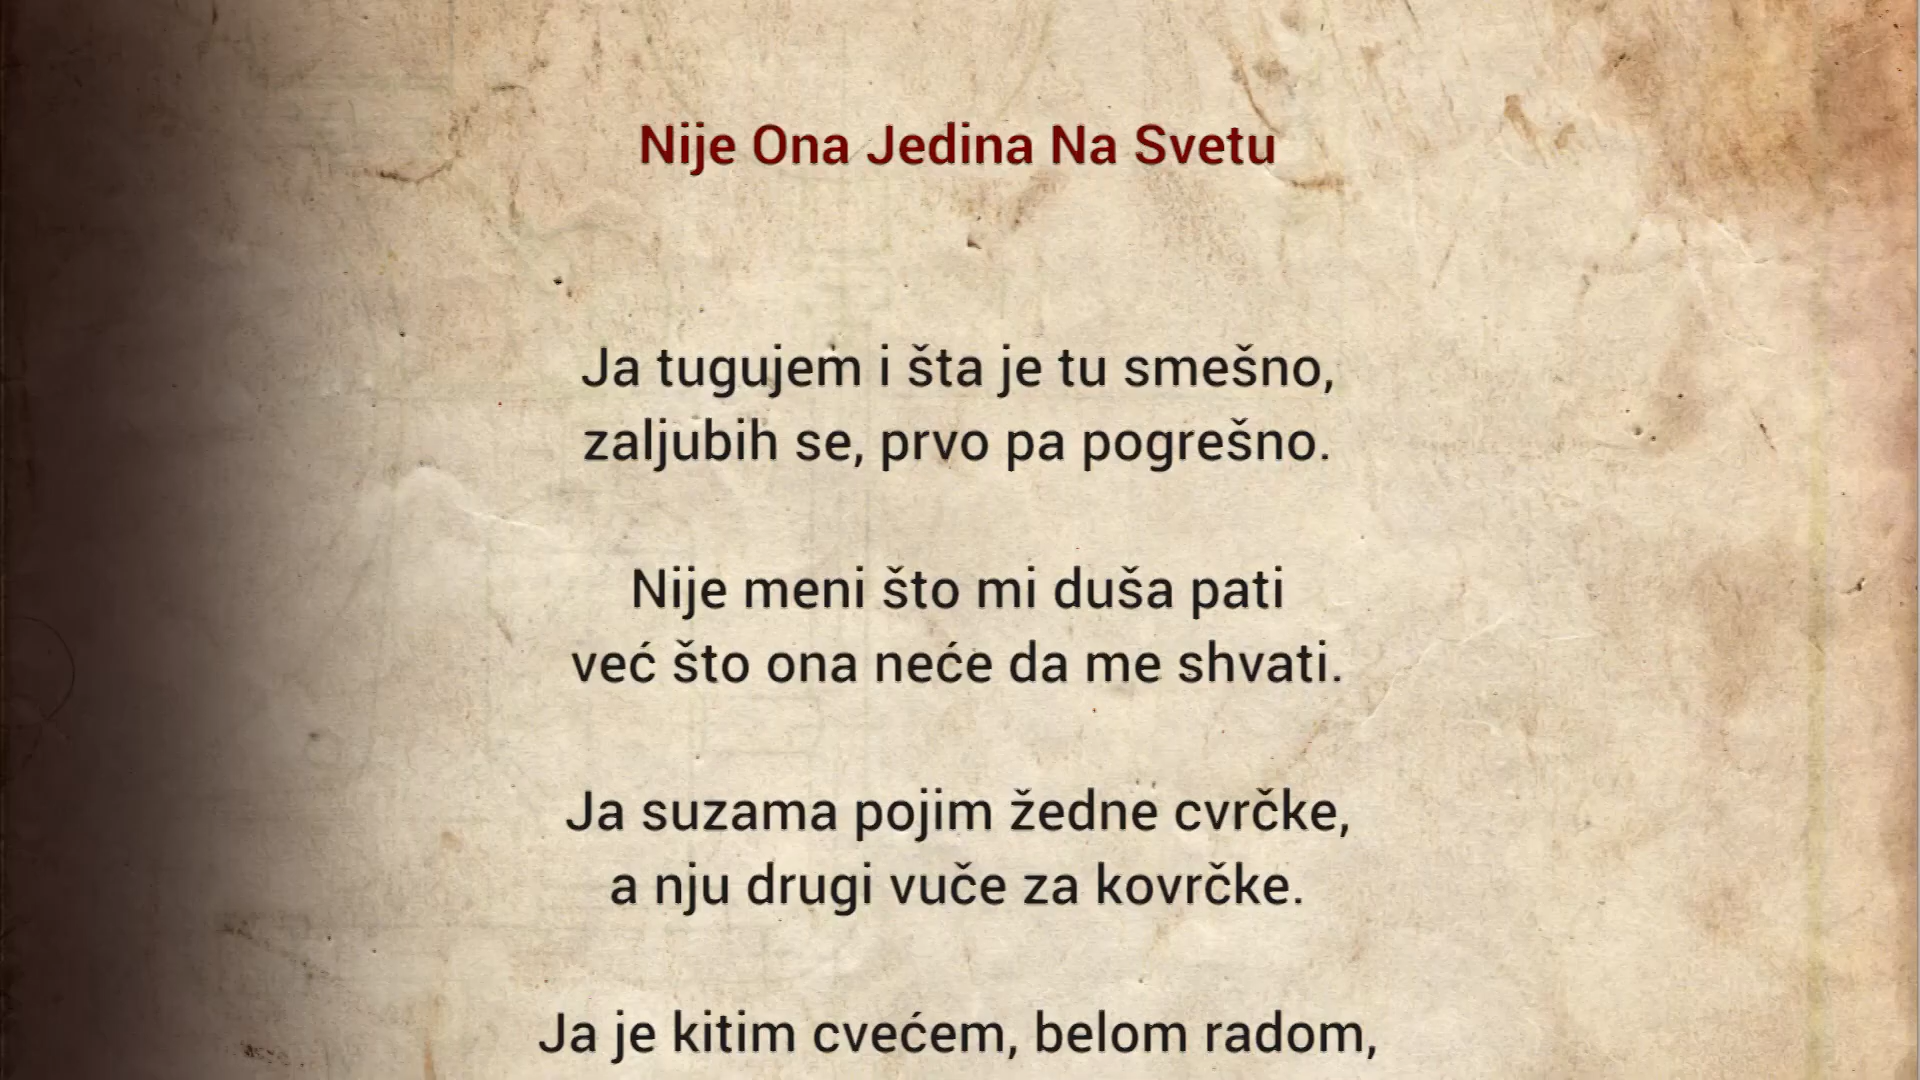 Nije Ona Jedina Na Svetu
Ja tugujem i šta je tu smešno,
zaljubih se, prvo pa pogrešno.
Nije meni što mi duša pati
već što ona neće da me shvati.
Ja suzama pojim žedne cvrčke,
a nju drugi vuče za kovrčke.
Ja je kitim cvećem, belom radom,